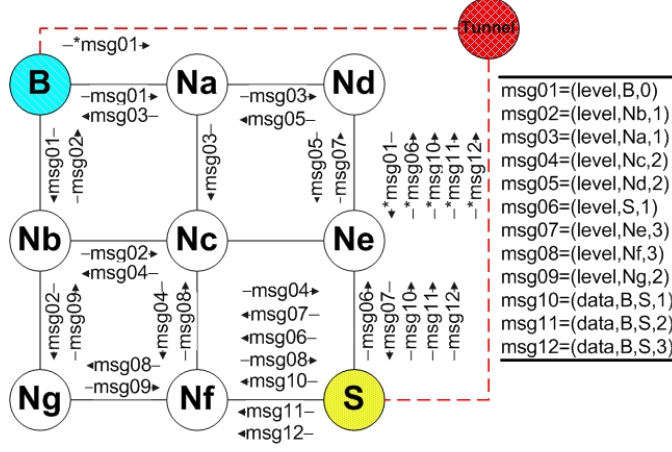 Tunnel
–*msg01▸
B
Na
Nd
–msg01▸
◂msg03–
–msg03▸
◂msg05–
◂msg01–
–msg02▸
◂msg03–
◂msg05–
–msg07▸
◂*msg01–
–*msg06▸
–*msg10▸
–*msg11▸
–*msg12▸
Nb
Nc
Ne
–msg02▸
◂msg04–
◂msg02–
–msg09▸
◂msg04–
–msg08▸
–msg04▸
◂msg07–
◂msg06–
–msg08▸
◂msg10–
–msg06▸
◂msg07–
–msg10▸
–msg11▸
–msg12▸
◂msg08–
–msg09▸
Ng
Nf
S
◂msg11–
◂msg12–
msg01=(level,B,0)
msg02=(level,Nb,1)
msg03=(level,Na,1)
msg04=(level,Nc,2)
msg05=(level,Nd,2)
msg06=(level,S,1)
msg07=(level,Ne,3)
msg08=(level,Nf,3)
msg09=(level,Ng,2)
msg10=(data,B,S,1)
msg11=(data,B,S,2)
msg12=(data,B,S,3)